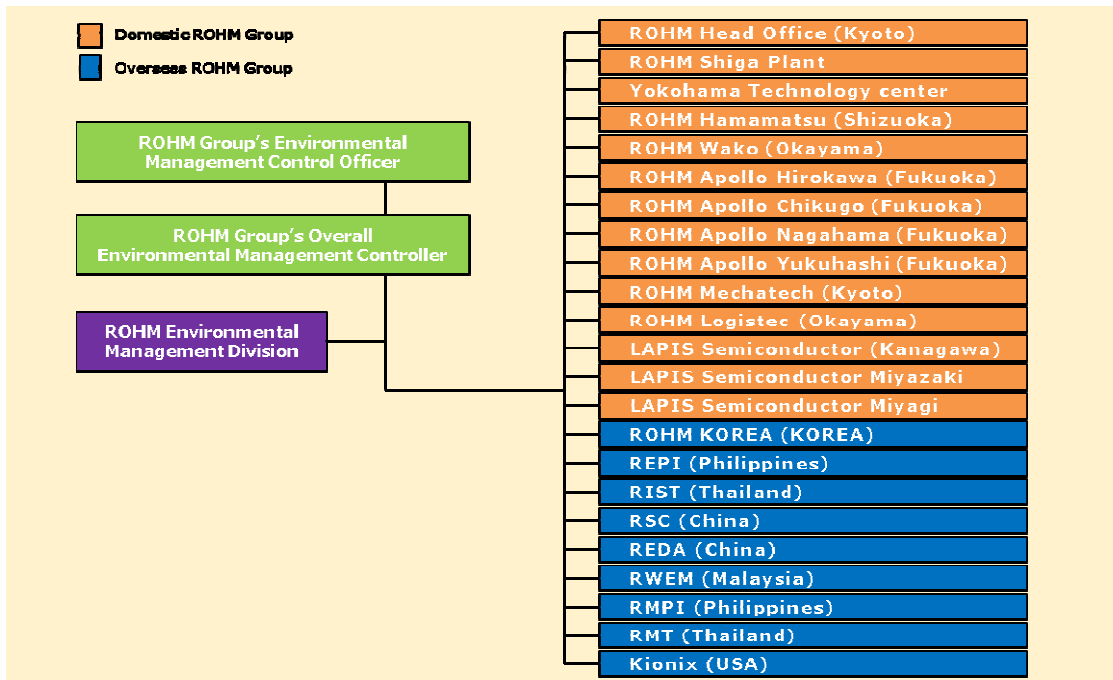 Domestic ROHM Group
Overseas ROHM Group
ROHM Group's Environmental
Management Control Officer
ROHM Group's Overall
Environmental Management Controller
ROHM Environmental
Management Division
ROHM Head Office (Kyoto)
ROHM Shiga Plant
Yokohama Technology center
ROHM Hamamatsu (Shizuoka)
ROHM Wako (Okayama)
ROHM Apollo Hirokawa (Fukuoka)
ROHM Apollo Chikugo (Fukuoka)
ROHM Apollo Nagahama (Fukuoka)
ROHM Apollo Yukuhashi (Fukuoka)
ROHM Mechatech (Kyoto)
ROHM Logistec (Okayama)
LAPIS Semiconductor (Kanagawa)
LAPIS Semiconductor Miyazaki
LAPIS Semiconductor Miyagi
ROHM KOREA (KOREA)
REPI (Philippines)
RIST (Thailand)
RSC (China)
REDA (China)
RWEM (Malaysia)
RMPI (Philippines)
RMT (Thailand)
Kionix (USA)